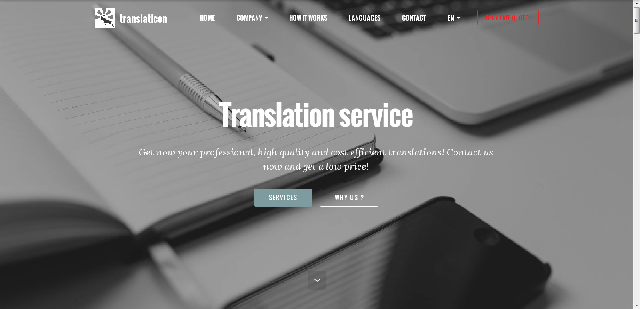 translaticon
HOME
COMPANY
HOW IT WORKS
LANGUAGES
CONTACT
EN
Translation service
Get now your professional, high quality and cost efficient translations! Contact us
now and get a low price!
SERVICES
WHY US ?